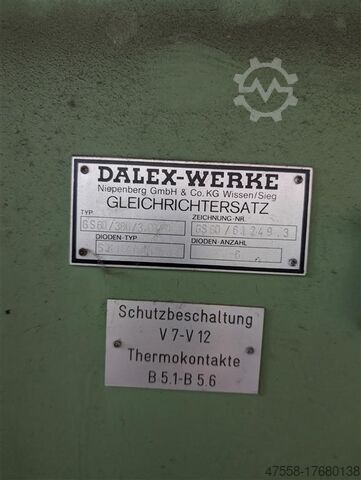 DALEX-WERKE
Niepenberg GmbH & Co. KG Wissen/Sieg
GLEICHRICHTERSATZ
TYP ZEICHNUNG-NR.
DIODEN-TYP DIODEN-ANZAHL
6
Schutzbeschaltung
V 7-V 12
Thermokontakte
B 5.1-B 5.6
47558-17680138